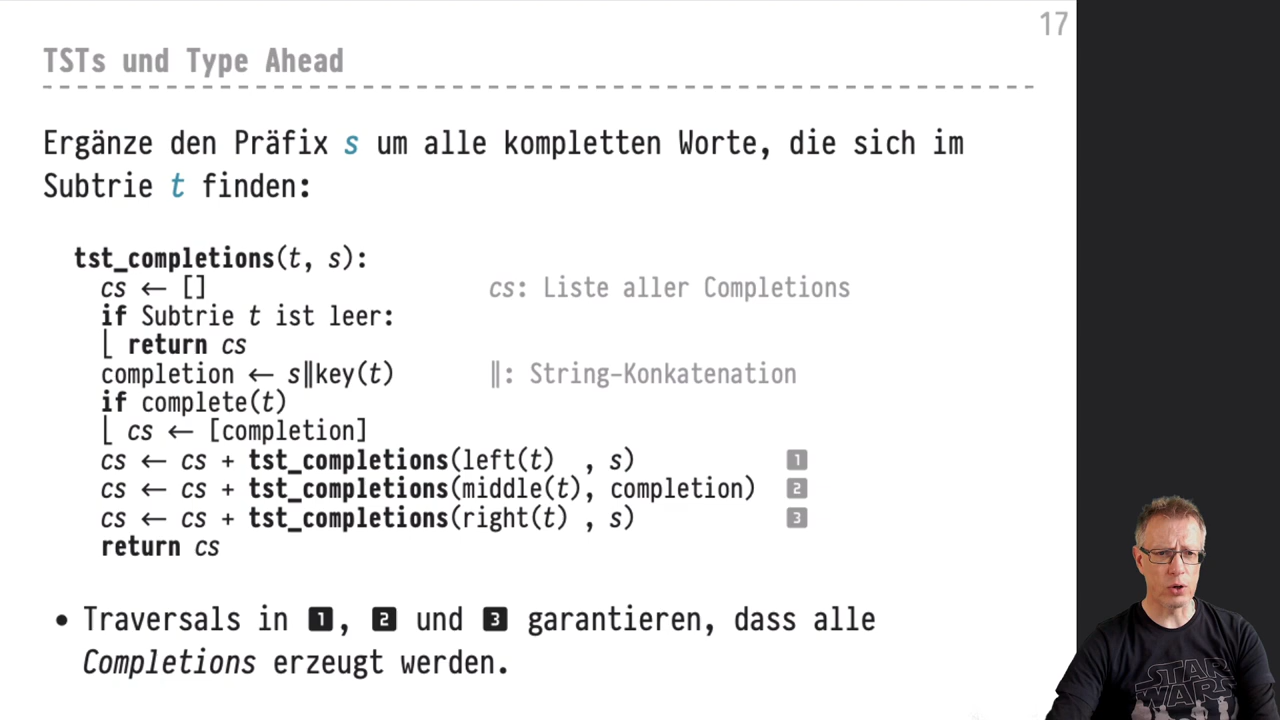 17
TSTs und Type Ahead
Ergänze den Präfix s um alle kompletten Worte, die sich im
Subtrie t finden:
tst_completions(t, s):
cs ← [] cs: Liste aller Completions
if Subtrie t ist leer:
⎣ return cs
completion ← s‖key(t) ‖: String-Konkatenation
if complete(t)
⎣ cs ← [completion]
cs ← cs + tst_completions(left(t) , s) 1
cs ← cs + tst_completions(middle(t), completion) 2
cs ← cs + tst_completions(right(t) , s) 3
return cs
• Traversals in 1, 2 und 3 garantieren, dass alle
Completions erzeugt werden.
STAR
WARS